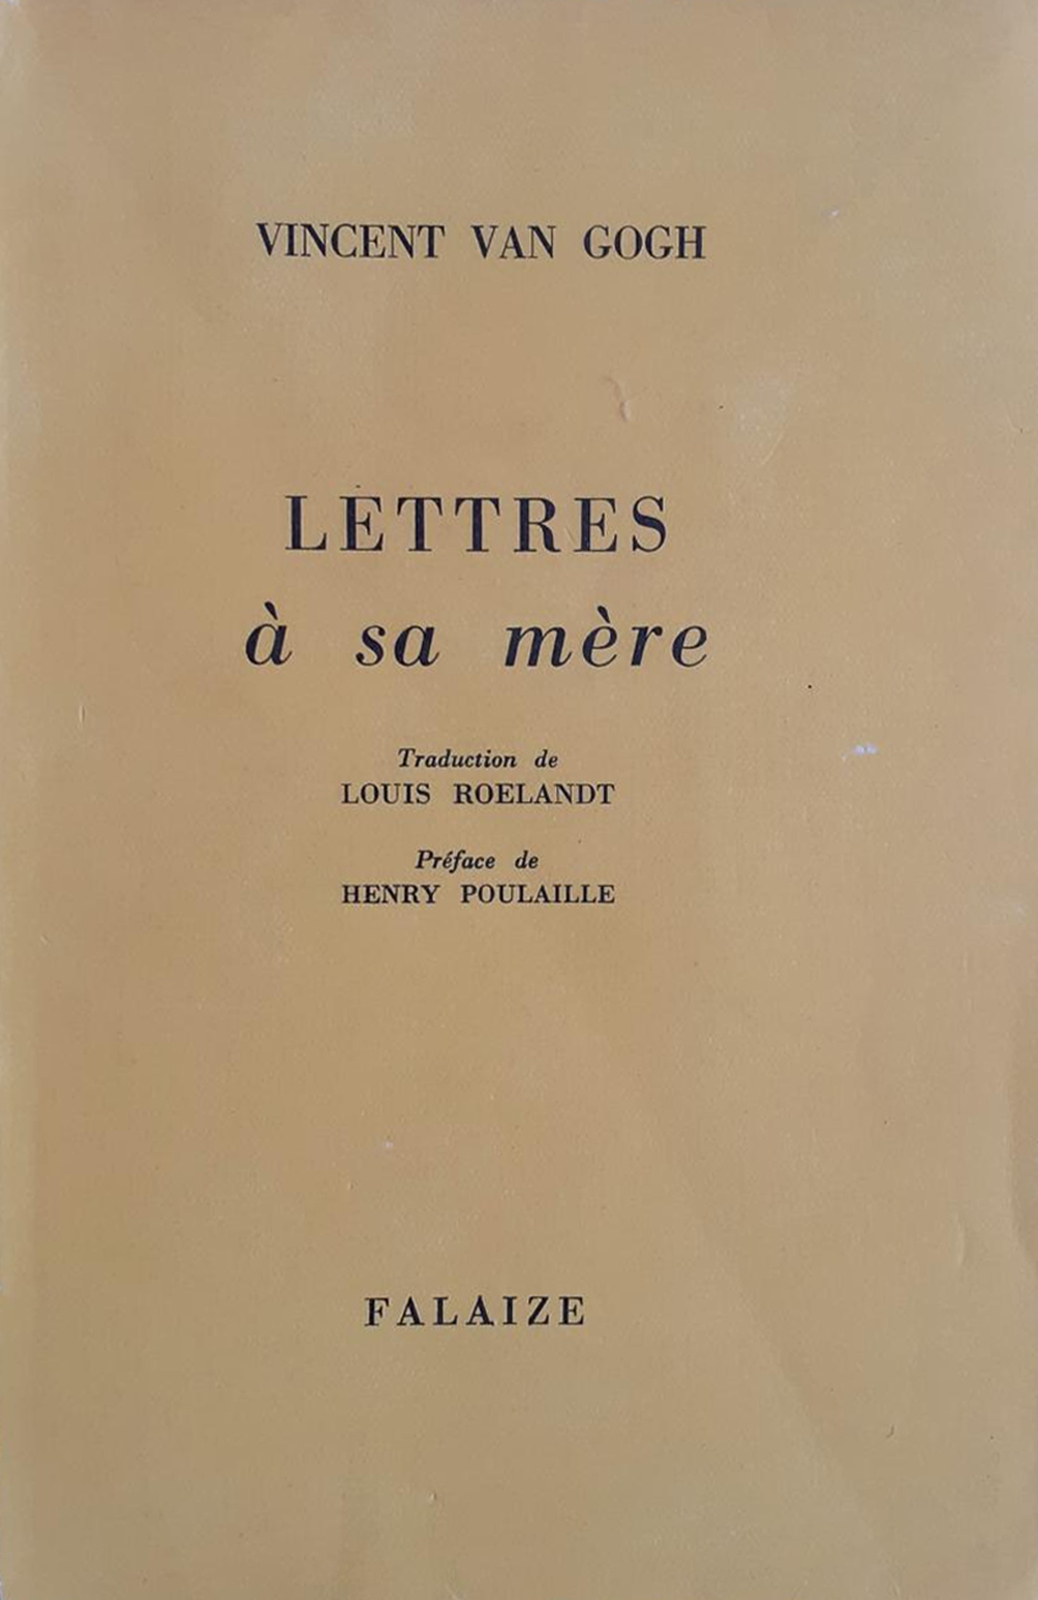 VINCENT VAN GOGH
LETTRES
à sa mère
Traduction de
LOUIS ROELANDT
Préface de
HENRY POULAILLE
FALAIZE